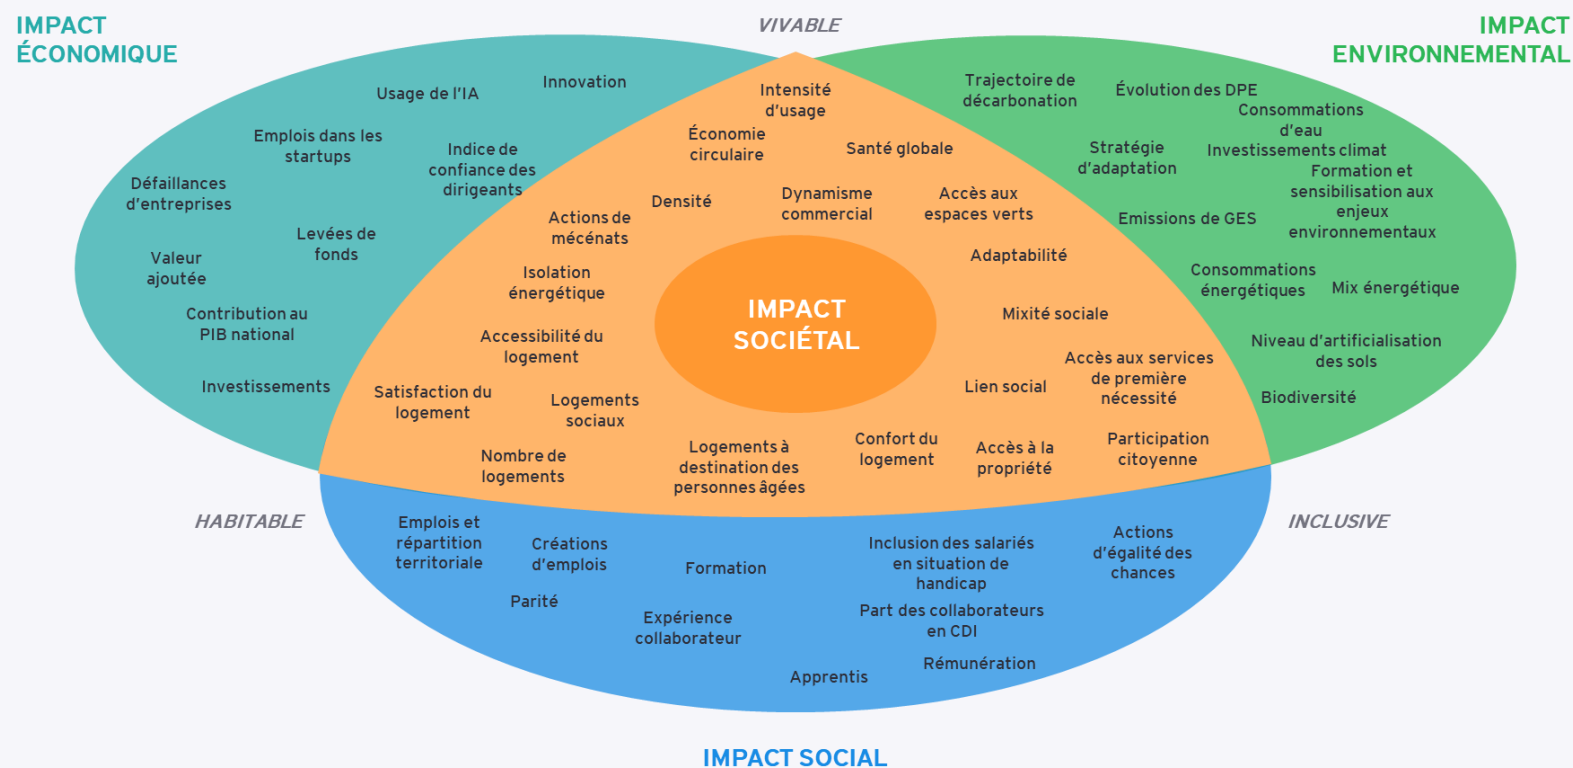 IMPACT
ÉCONOMIQUE
VIVABLE
IMPACT
ENVIRONNEMENTAL
Usage de l’IA
Innovation
Emplois dans les
startups
Indice de
confiance des
dirigeants
Défaillances
d’entreprises
Levées de
fonds
Valeur
ajoutée
Contribution au
PIB national
Investissements
Intensité
d’usage
Économie
circulaire
Santé globale
Densité
Dynamisme
commercial
Accès aux
espaces verts
Actions de
mécénats
Adaptabilité
Isolation
énergétique
IMPACT
SOCIÉTAL
Mixité sociale
Accessibilité du
logement
Accès aux services
de première
nécessité
Lien social
Satisfaction du
logement
Logements
sociaux
Nombre de
logements
Logements à
destination des
personnes âgées
Confort du
logement
Accès à la
propriété
Participation
citoyenne
Trajectoire de
décarbonation
Évolution des DPE
Consommations
d’eau
Stratégie
d’adaptation
Investissements climat
Formation et
sensibilisation aux
enjeux
environnementaux
Emissions de GES
Consommations
énergétiques
Mix énergétique
Niveau d’artificialisation
des sols
Biodiversité
HABITABLE
INCLUSIVE
Emplois et
répartition
territoriale
Créations
d’emplois
Formation
Inclusion des salariés
en situation de
handicap
Actions
d’égalité des
chances
Parité
Expérience
collaborateur
Part des collaborateurs
en CDI
Rémunération
Apprentis
IMPACT SOCIAL